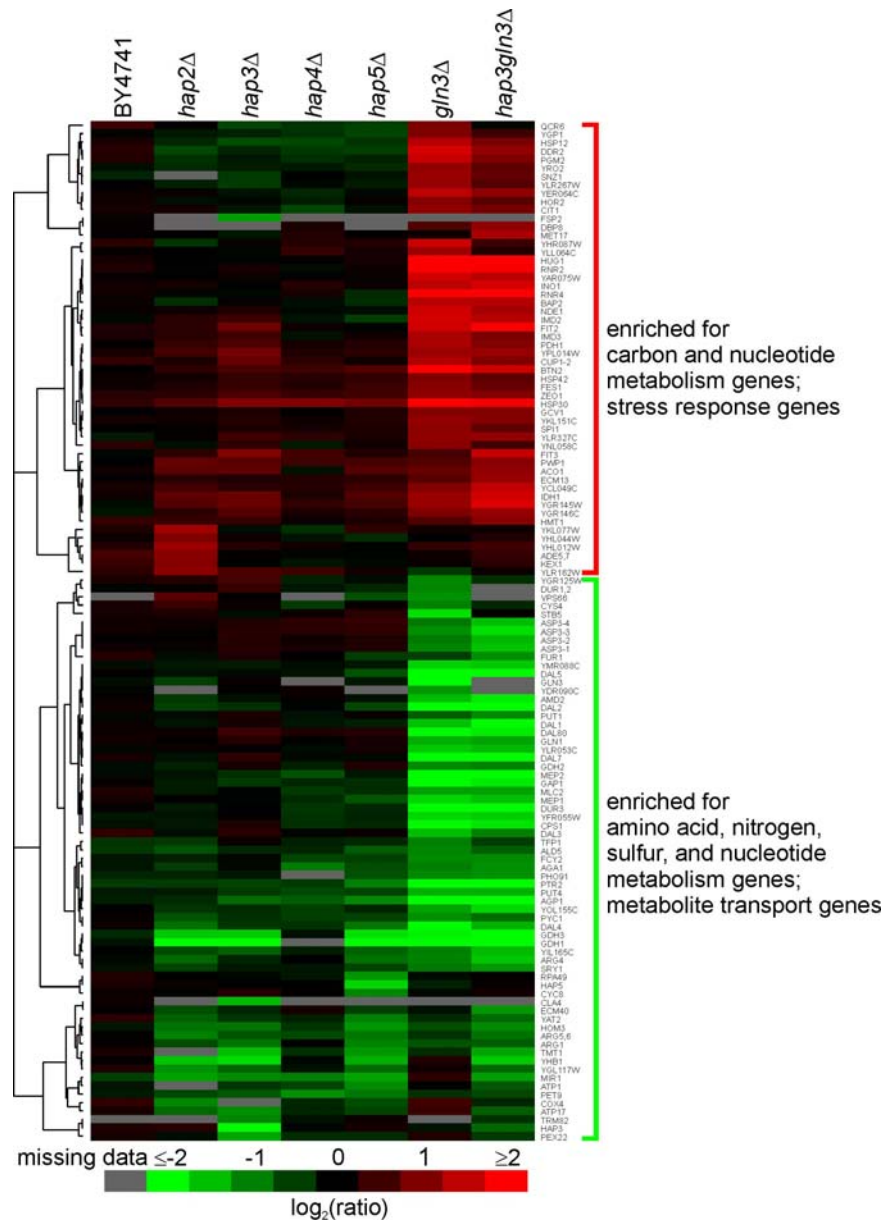 BY4741
hap2Δ
hap3Δ
hap4Δ
hap5Δ
gln3Δ
hap3gln3Δ
QCR6
YGP1
HSP12
DDR2
PGM2
YRO2
SNZ1
YLR267W
YER064C
HOR2
CIT1
FSP2
DBP8
MET17
YHR087W
YLL064C
HUG1
RNR2
YAR075W
INO1
RNR4
BAP2
NDE1
IMD2
FIT2
IMD3
PDH1
YPL014W
CUP1-2
BTN2
HSP42
FES1
ZEO1
HSP30
GCV1
YKL151C
SPI1
YLR327C
YNL058C
FIT3
PWP1
ACO1
ECM13
YCL049C
IDH1
YGR145W
YGR146C
HMT1
YKL077W
YHL044W
YHL012W
ADE5,7
KEX1
YLR162W
enriched for
carbon and nucleotide
metabolism genes;
stress response genes
YGR125W
DUR1,2
VPS66
CYS4
STB5
ASP3-4
ASP3-3
ASP3-2
ASP3-1
FUR1
YMR088C
DAL5
GLN3
YDR090C
AMD2
DAL2
PUT1
DAL1
DAL80
GLN1
YLR053C
DAL7
GDH2
MEP2
GAP1
MLC2
MEP1
DUR3
YFR055W
CPS1
DAL3
TFP1
ALD5
FCY2
AGA1
PHO91
PTR2
PUT4
AGP1
YOL155C
PYC1
DAL4
GDH3
GDH1
YIL165C
ARG4
SRY1
RPA49
HAP5
CYC8
CLA4
ECM40
YAT2
HOM3
ARG5,6
ARG1
TMT1
YHB1
YGL117W
MIR1
ATP1
PET9
COX4
ATP17
TRM82
HAP3
PEX22
enriched for
amino acid, nitrogen,
sulfur, and nucleotide
metabolism genes;
metabolite transport genes
missing data ≤-2 -1 0 1 ≥2
log2(ratio)